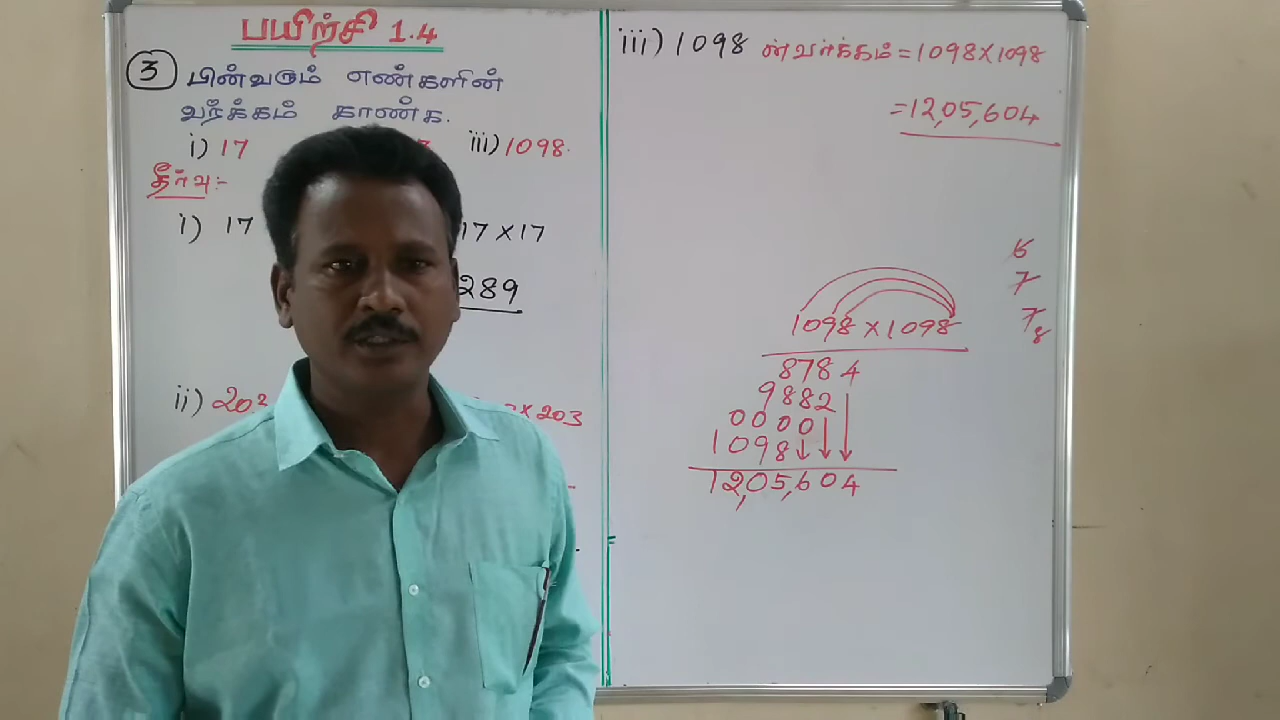 பயிற்சி 1.4
3 பின்வரும் எண்களின்
வர்க்கம் காண்க.
i) 17 iii) 1098.
தீர்வு:-
i) 17 17 × 17
289
ii) 203
iii) 1098 ன் வர்க்கம் = 1098 × 1098
= 12,05,604
6
7
7
8
1098 × 1098
8784
9882
0000
1098
12,05,604